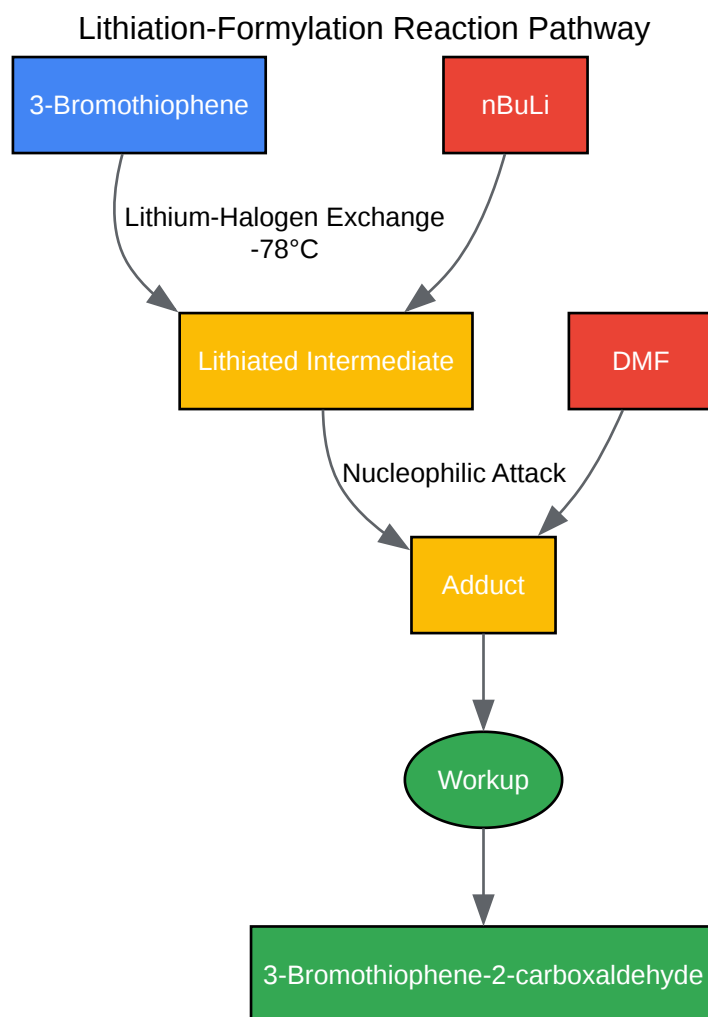 Lithiation-Formylation Reaction Pathway
3-Bromothiophene
nBuLi
Lithium-Halogen Exchange
-78°C
Lithiated Intermediate
DMF
Nucleophilic Attack
Adduct
Workup
3-Bromothiophene-2-carboxaldehyde